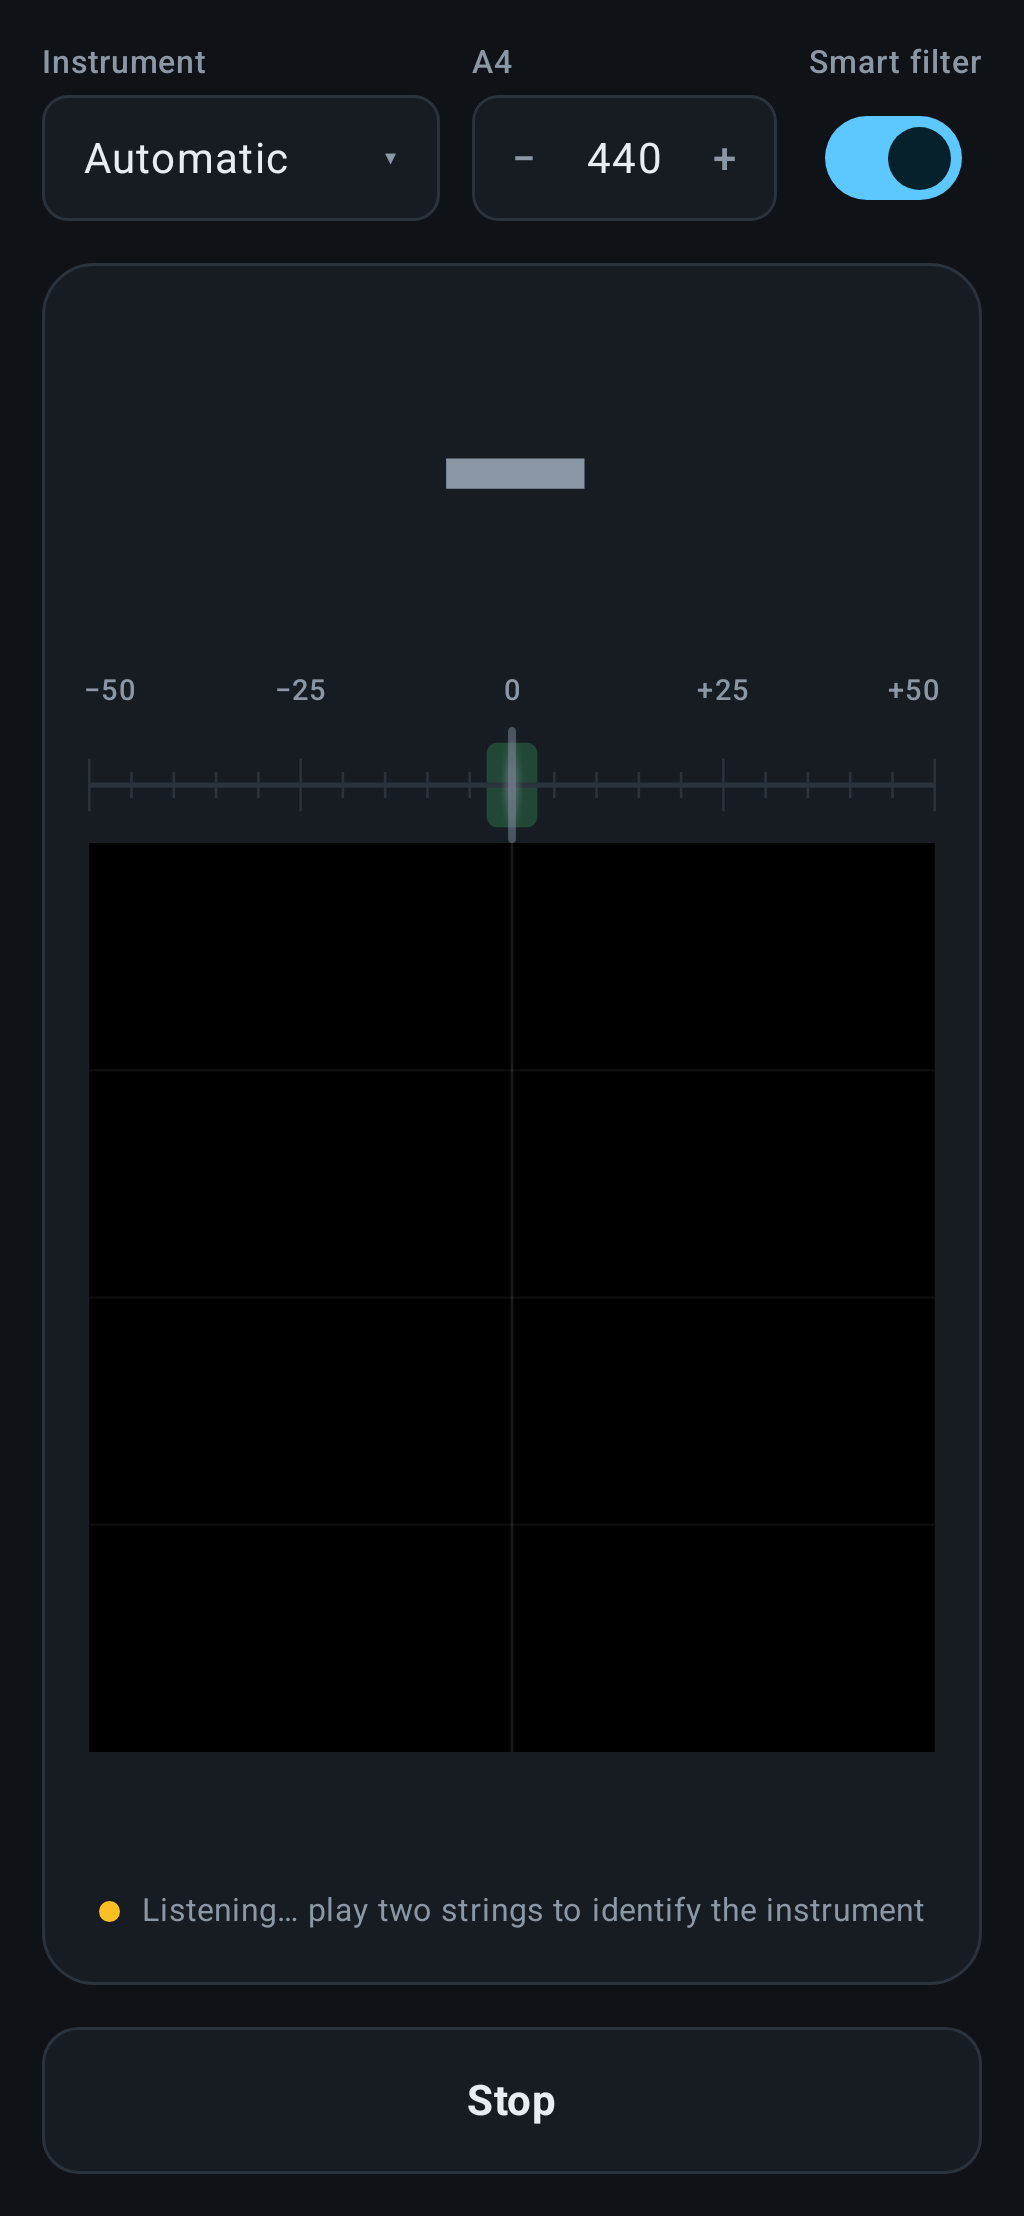 Instrument A4 Smart filter
Automatic ▼ − 440 +
–
−50 −25 0 +25 +50
Listening… play two strings to identify the instrument
Stop